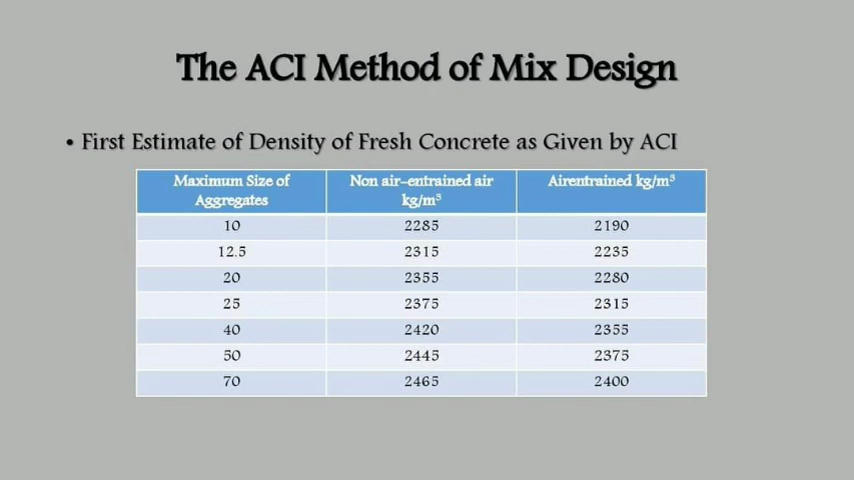 The ACI Method of Mix Design
• First Estimate of Density of Fresh Concrete as Given by ACI
Maximum Size of Aggregates | Non air-entrained air kg/m³ | Airentrained kg/m³
10 | 2285 | 2190
12.5 | 2315 | 2235
20 | 2355 | 2280
25 | 2375 | 2315
40 | 2420 | 2355
50 | 2445 | 2375
70 | 2465 | 2400